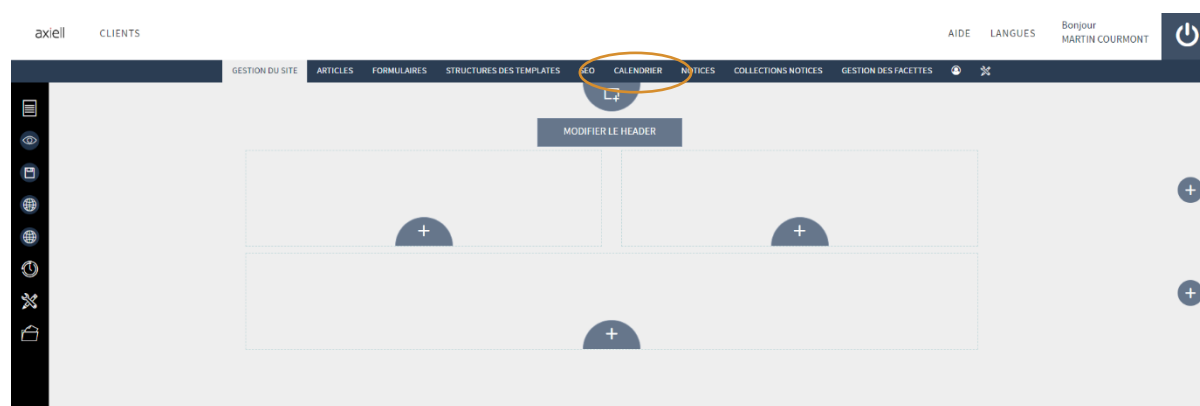 axiell CLIENTS AIDE LANGUES Bonjour
MARTIN COURMONT
GESTION DU SITE ARTICLES FORMULAIRES STRUCTURES DES TEMPLATES SEO CALENDRIER NOTICES COLLECTIONS NOTICES GESTION DES FACETTES
MODIFIER LE HEADER